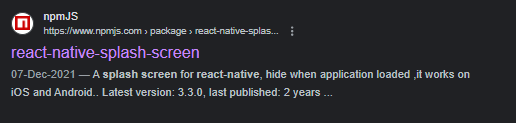 npmJS
https://www.npmjs.com › package › react-native-splas...
react-native-splash-screen
07-Dec-2021 — A splash screen for react-native, hide when application loaded ,it works on
iOS and Android.. Latest version: 3.3.0, last published: 2 years ...